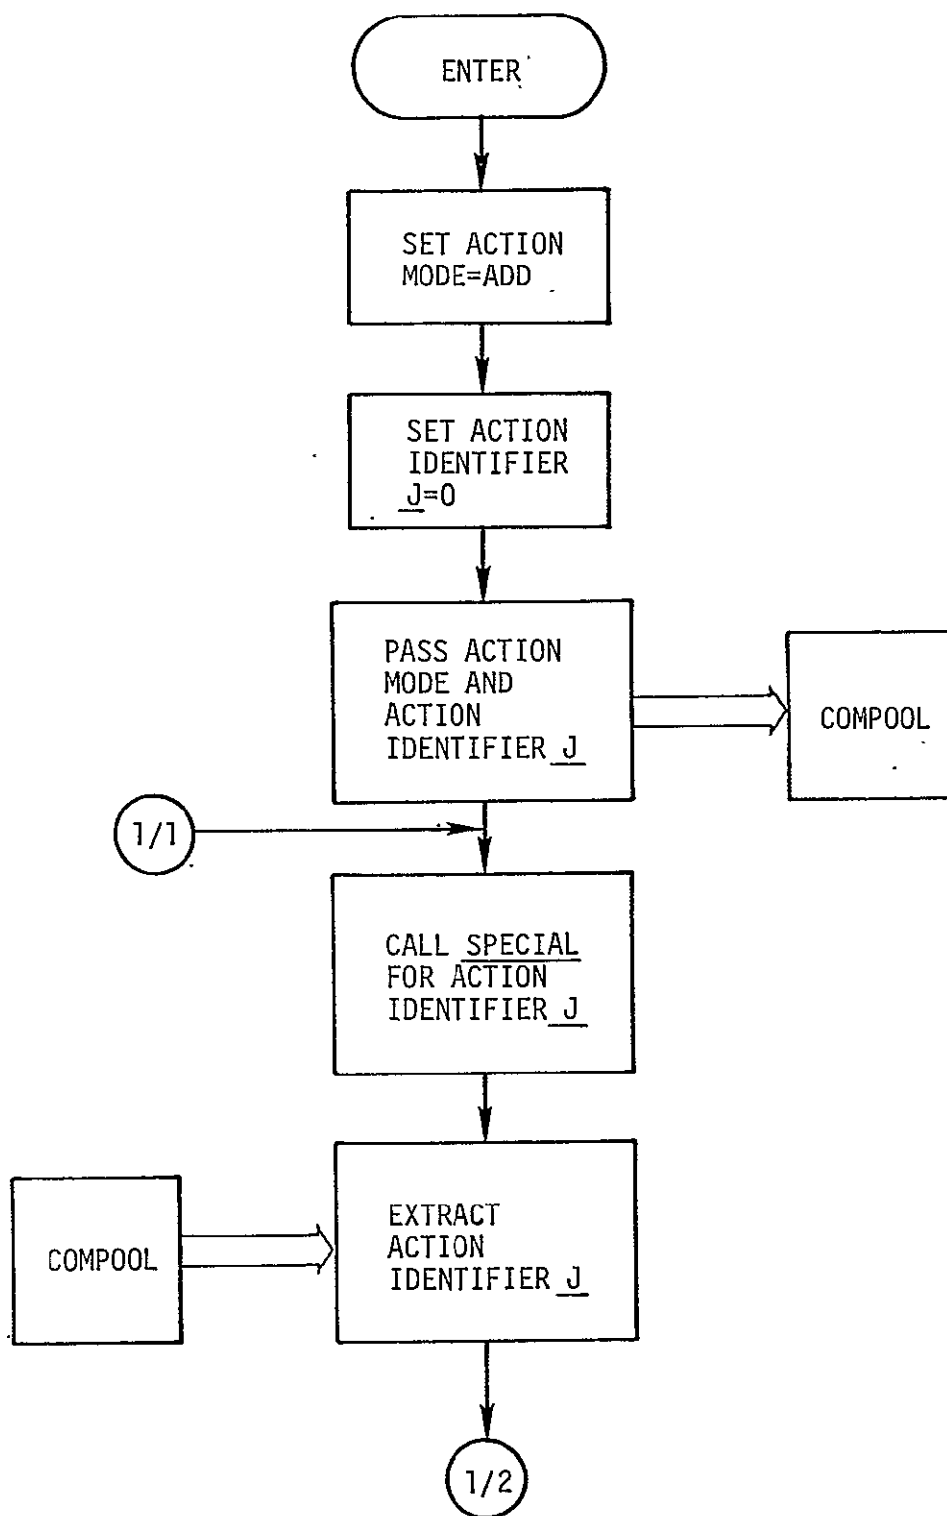 ENTER
SET ACTION
MODE=ADD
SET ACTION
IDENTIFIER
J=0
PASS ACTION
MODE AND
ACTION
IDENTIFIER J
COMPOOL
1/1
CALL SPECIAL
FOR ACTION
IDENTIFIER J
COMPOOL
EXTRACT
ACTION
IDENTIFIER J
1/2